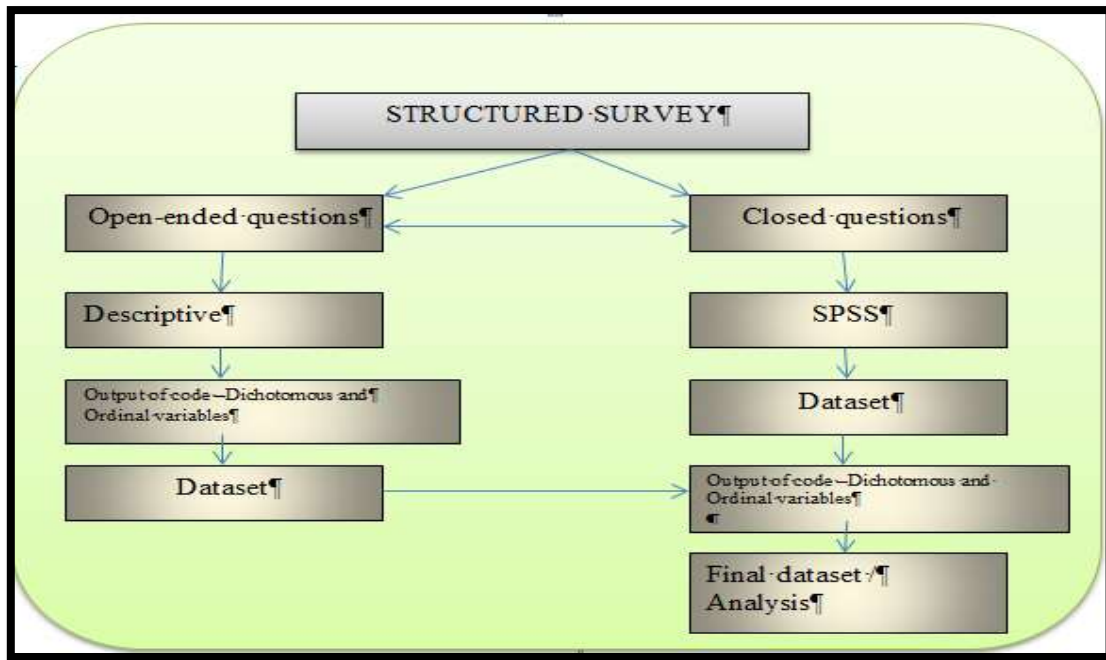 STRUCTURED·SURVEY¶
Open-ended·questions¶
Closed·questions¶
Descriptive¶
SPSS¶
Output·of·code·–Dichotomous·and¶
Ordinal·variables¶
Dataset¶
Dataset¶
Output·of·code·–Dichotomous·and·
Ordinal·variables¶
¶
Final·dataset·/¶
Analysis¶